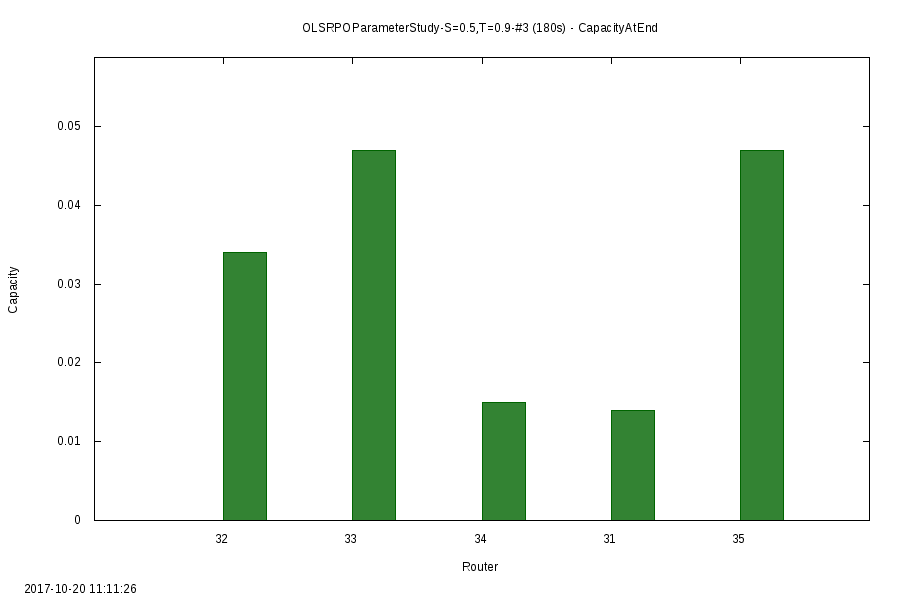 OLSRPOParameterStudy-S=0.5,T=0.9-#3 (180s) - CapacityAtEnd
0.05
0.04
0.03
0.02
0.01
0
Capacity
32 33 34 31 35
Router
2017-10-20 11:11:26